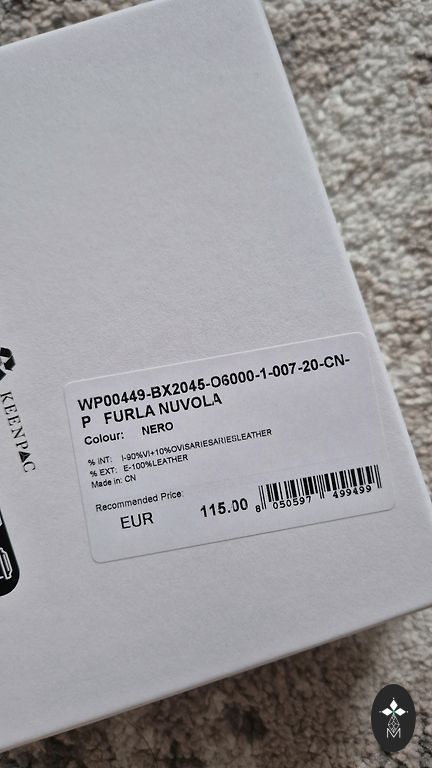 WP00449-BX2045-O6000-1-007-20-CN-
P FURLA NUVOLA
Colour: NERO
% INT: I-90%VI+10%OVISARIESARIESLEATHER
% EXT: E-100%LEATHER
Made in: CN
Recommended Price:
EUR 115.00
8 050597 499499
KEENPAC
M